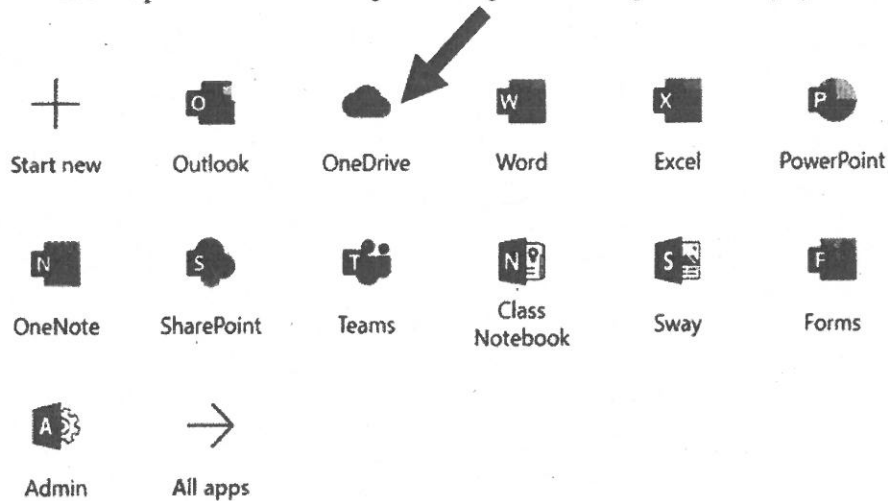 Start new Outlook OneDrive Word Excel PowerPoint
OneNote SharePoint Teams Class Notebook Sway Forms
Admin All apps